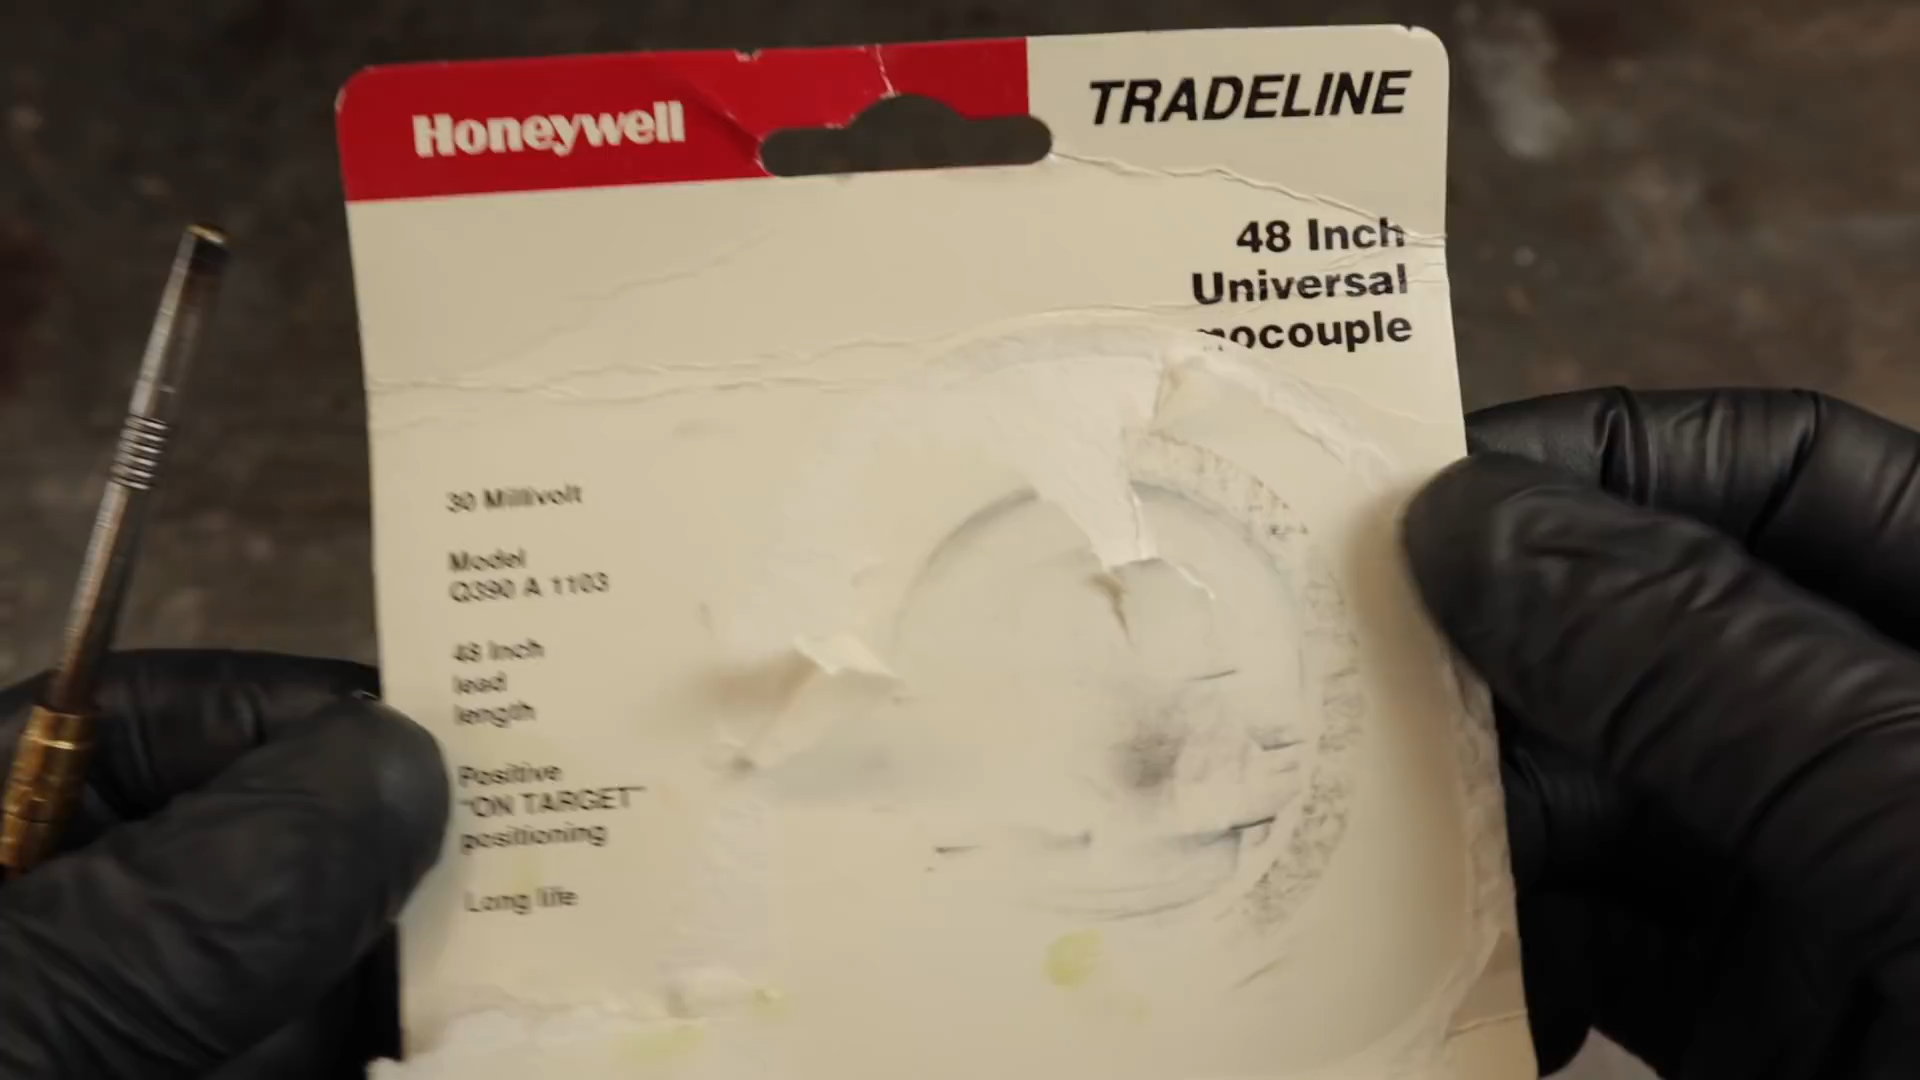 Honeywell
TRADELINE
48 Inch
Universal
mocouple
30 Millivolt
Model
Q390 A 1103
48 Inch
lead
length
Positive
"ON TARGET"
positioning
Long life